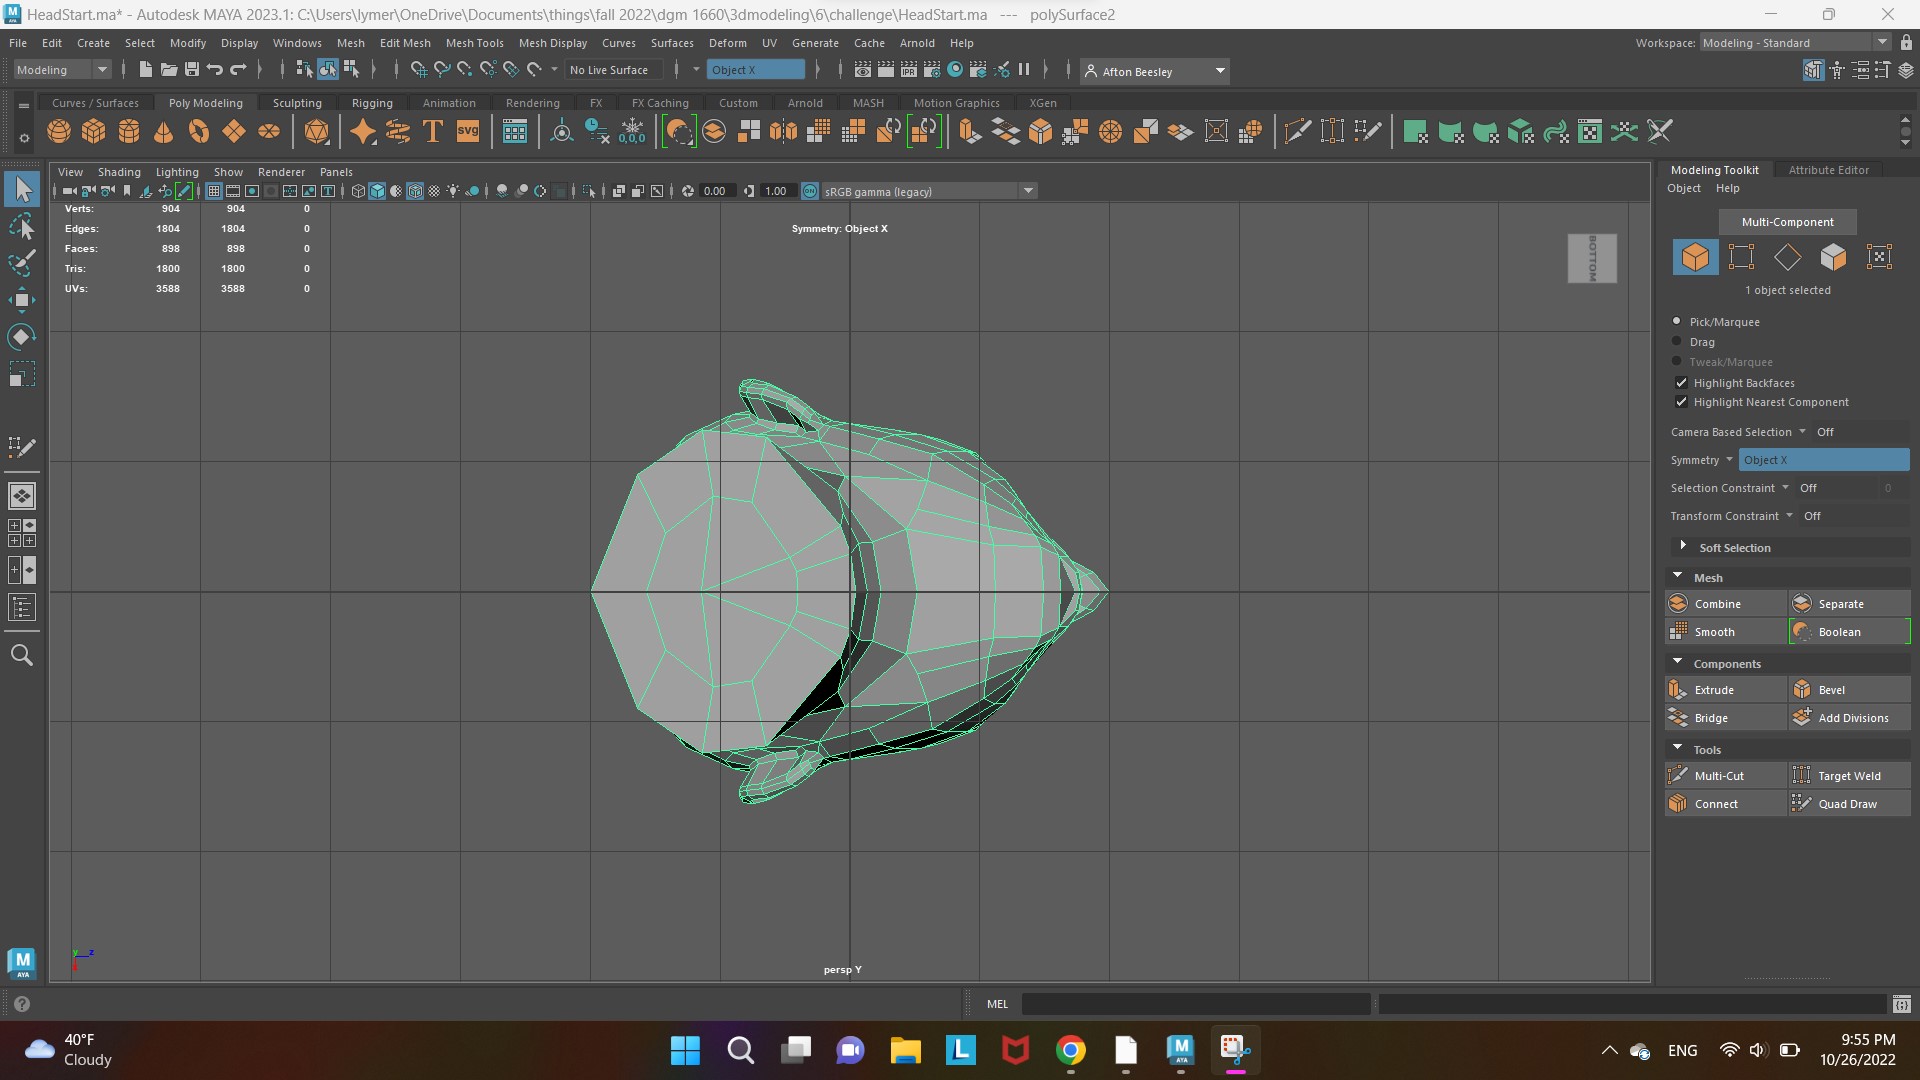 HeadStart.ma* - Autodesk MAYA 2023.1: C:\Users\lymer\OneDrive\Documents\things\fall 2022\dgm 1660\3dmodeling\6\challenge\HeadStart.ma --- polySurface2
File Edit Create Select Modify Display Windows Mesh Edit Mesh Mesh Tools Mesh Display Curves Surfaces Deform UV Generate Cache Arnold Help Workspace: Modeling - Standard
Modeling No Live Surface Object X Afton Beesley
Curves / Surfaces Poly Modeling Sculpting Rigging Animation Rendering FX FX Caching Custom Arnold MASH Motion Graphics XGen
T svg 0,0,0
View Shading Lighting Show Renderer Panels
0.00 1.00 ON sRGB gamma (legacy)
Verts: 904 904 0
Edges: 1804 1804 0
Faces: 898 898 0
Tris: 1800 1800 0
UVs: 3588 3588 0
Symmetry: Object X
BOTTOM
persp Y
y z
Modeling Toolkit Attribute Editor
Object Help
Multi-Component
1 object selected
Pick/Marquee
Drag
Tweak/Marquee
Highlight Backfaces
Highlight Nearest Component
Camera Based Selection Off
Symmetry Object X
Selection Constraint Off 0
Transform Constraint Off
Soft Selection
Mesh
Combine Separate
Smooth Boolean
Components
Extrude Bevel
Bridge Add Divisions
Tools
Multi-Cut Target Weld
Connect Quad Draw
M
AYA
MEL
40°F
Cloudy
L
M
AYA
ENG
9:55 PM
10/26/2022